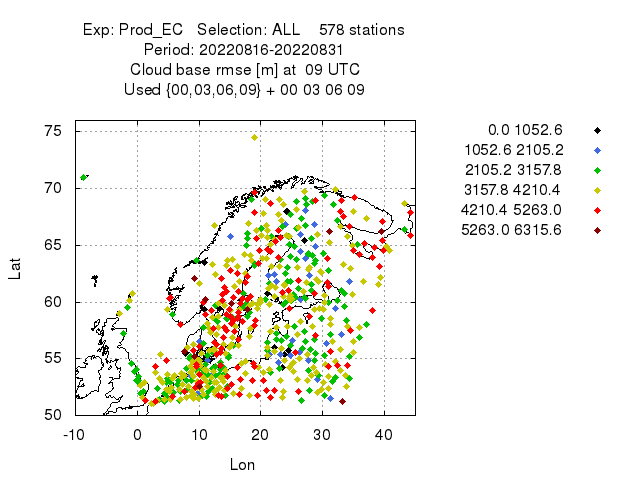 Exp: Prod_EC   Selection: ALL    578 stations
Period: 20220816-20220831
Cloud base rmse [m] at  09 UTC
Used {00,03,06,09} + 00 03 06 09
0.0 1052.6
1052.6 2105.2
2105.2 3157.8
3157.8 4210.4
4210.4 5263.0
5263.0 6315.6
75
70
65
60
55
50
Lat
-10 0 10 20 30 40
Lon